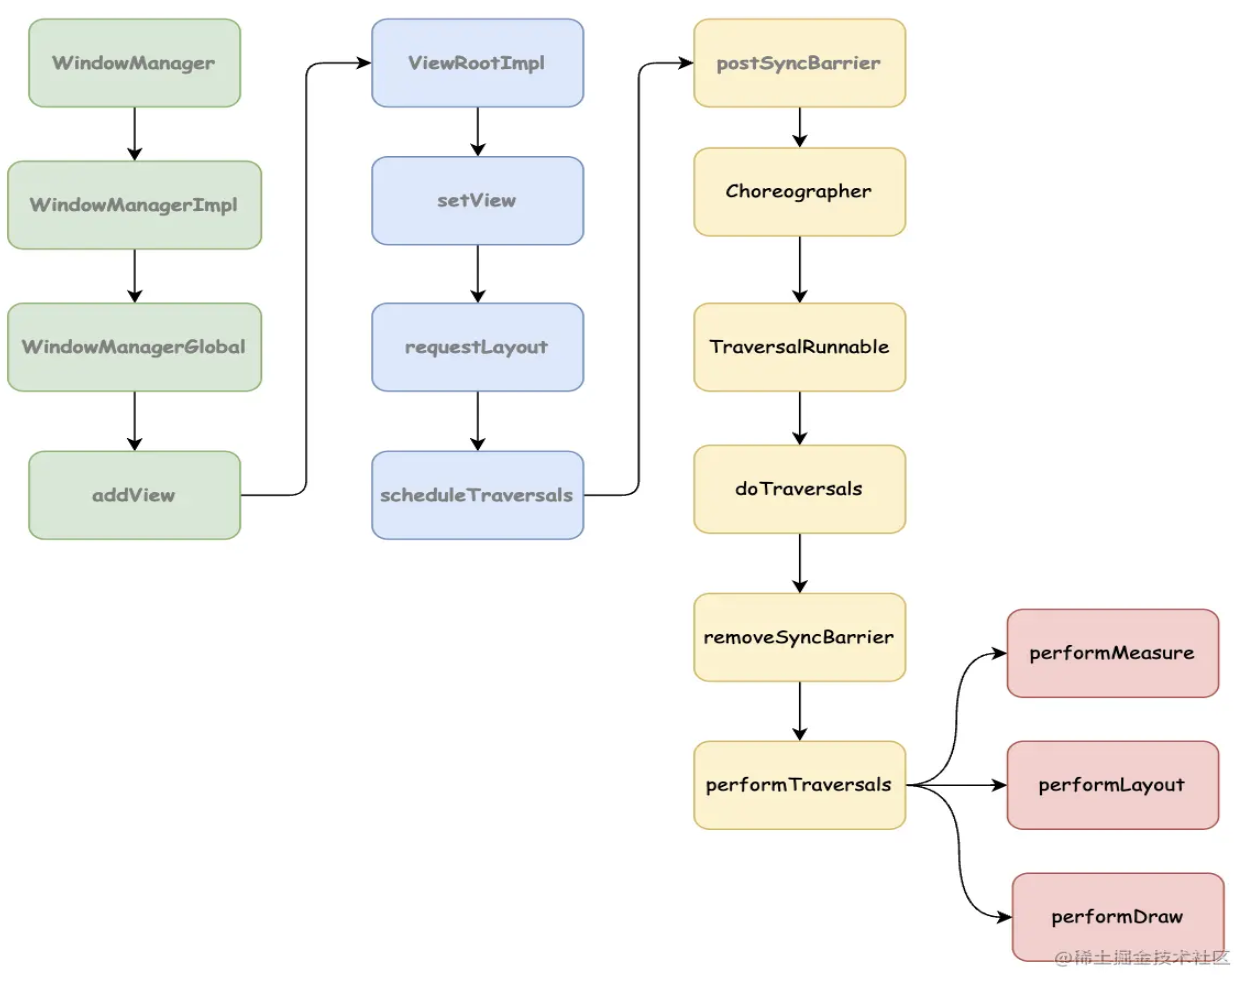 WindowManager
WindowManagerImpl
WindowManagerGlobal
addView
ViewRootImpl
setView
requestLayout
scheduleTraversals
postSyncBarrier
Choreographer
TraversalRunnable
doTraversals
removeSyncBarrier
performTraversals
performMeasure
performLayout
performDraw
@稀土掘金技术社区